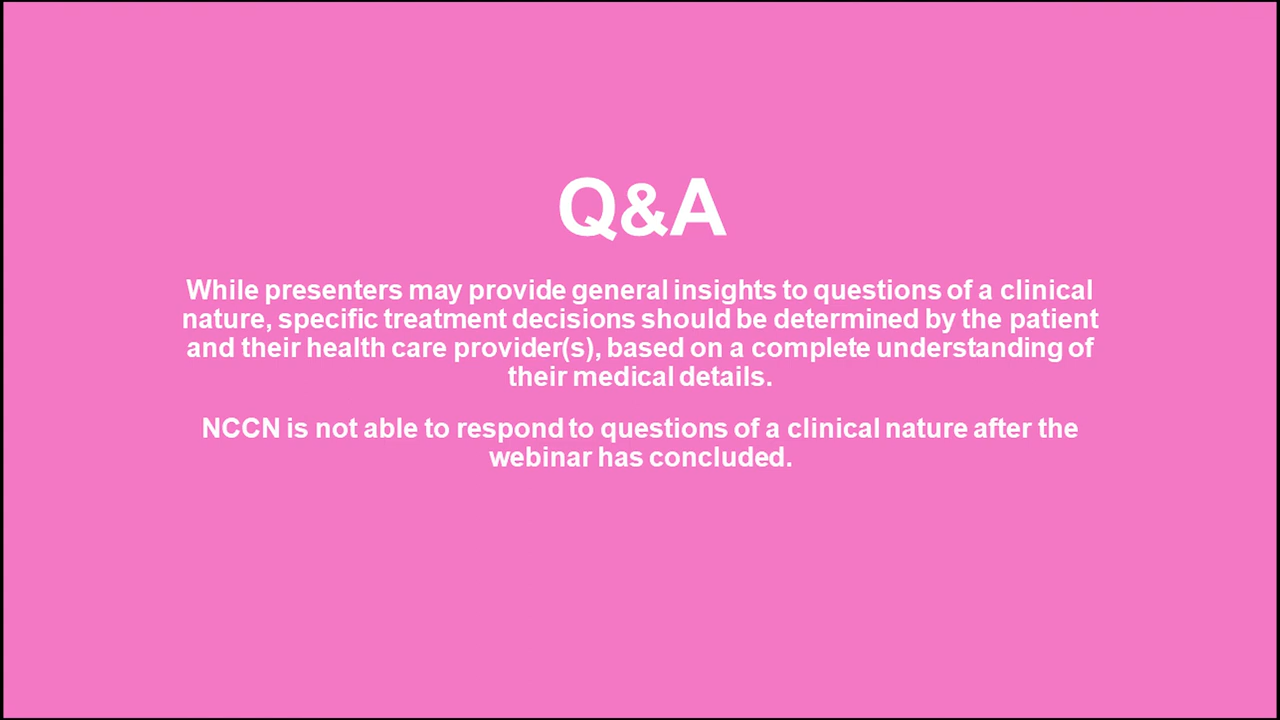 Q&A
While presenters may provide general insights to questions of a clinical
nature, specific treatment decisions should be determined by the patient
and their health care provider(s), based on a complete understanding of
their medical details.
NCCN is not able to respond to questions of a clinical nature after the
webinar has concluded.